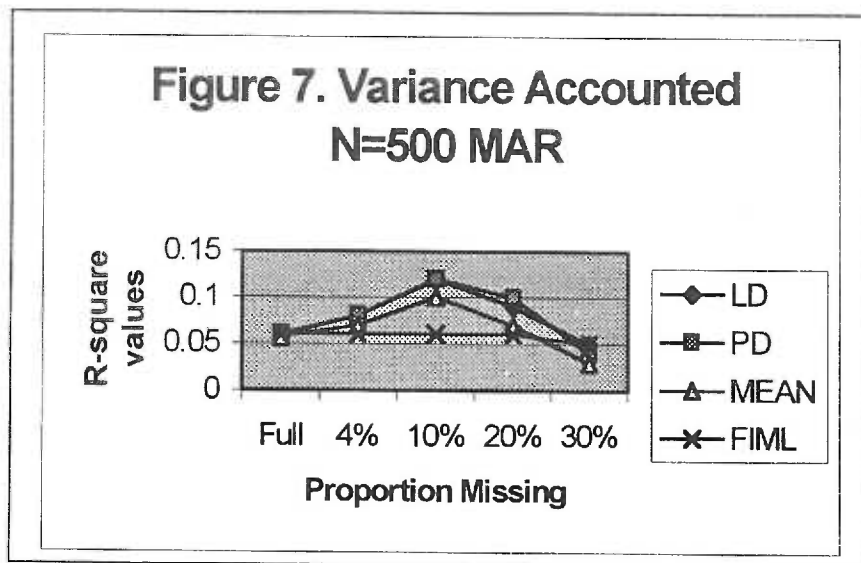 Figure 7. Variance Accounted
N=500 MAR
R-square
values
0.15
0.1
0.05
0
Full 4% 10% 20% 30%
Proportion Missing
LD
PD
MEAN
FIML